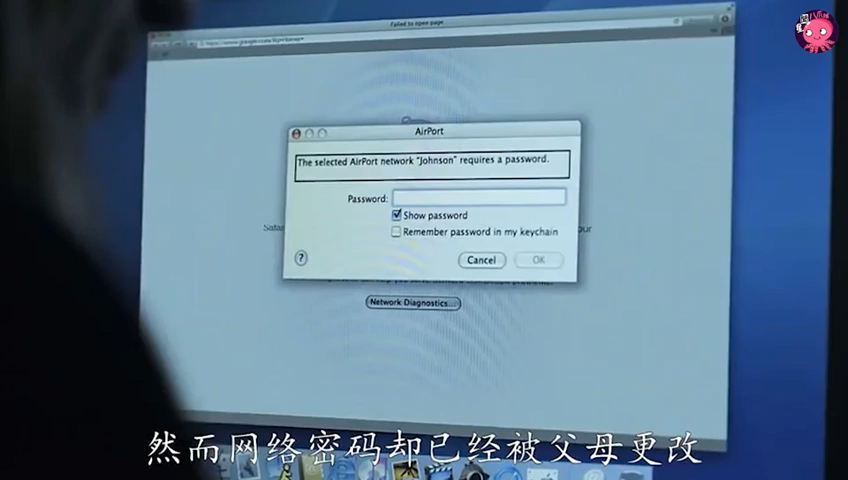 Failed to open page
AirPort
The selected AirPort network “Johnson” requires a password.
Password:
Show password
Remember password in my keychain
?
Cancel
OK
Network Diagnostics...
然而网络密码却已经被父母更改